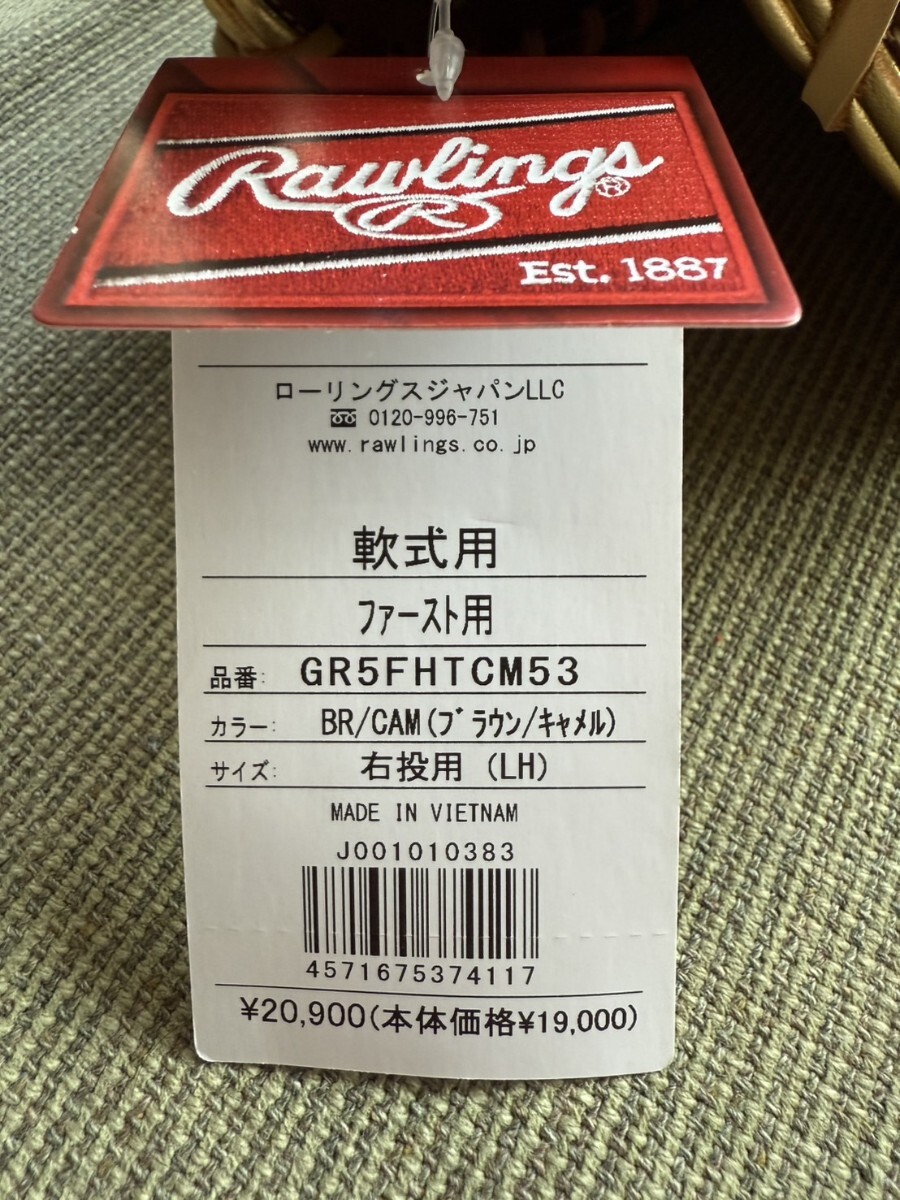 Rawlings®
R
Est. 1887
ローリングスジャパンLLC
0120-996-751
www.rawlings.co.jp
軟式用
ファースト用
品番: GR5FHTCM53
カラー: BR/CAM(ブラウン/キャメル)
サイズ: 右投用 (LH)
MADE IN VIETNAM
J001010383
4571675374117
¥20,900(本体価格¥19,000)